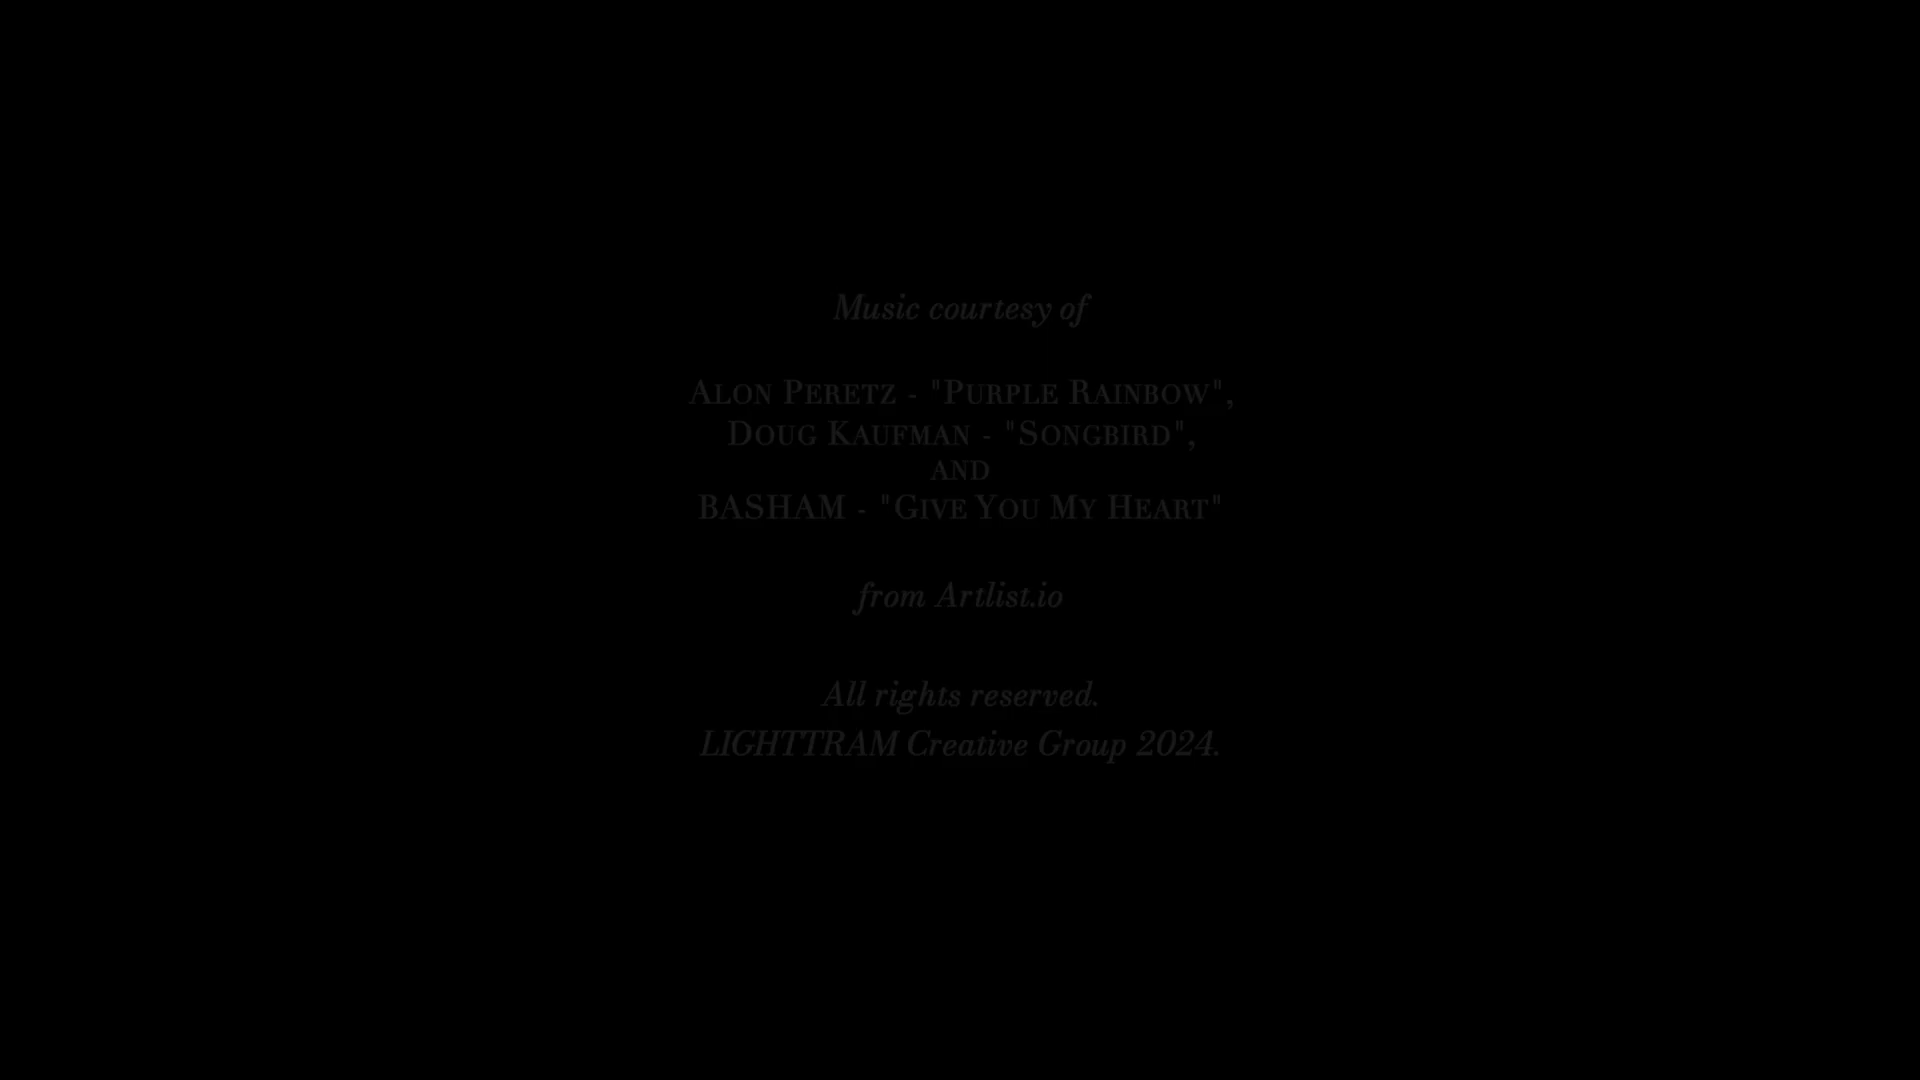 Music courtesy of
Alon Peretz - "Purple Rainbow",
Doug Kaufman - "Songbird",
and
BASHAM - "Give You My Heart"
from Artlist.io
All rights reserved.
LIGHTTRAM Creative Group 2024.